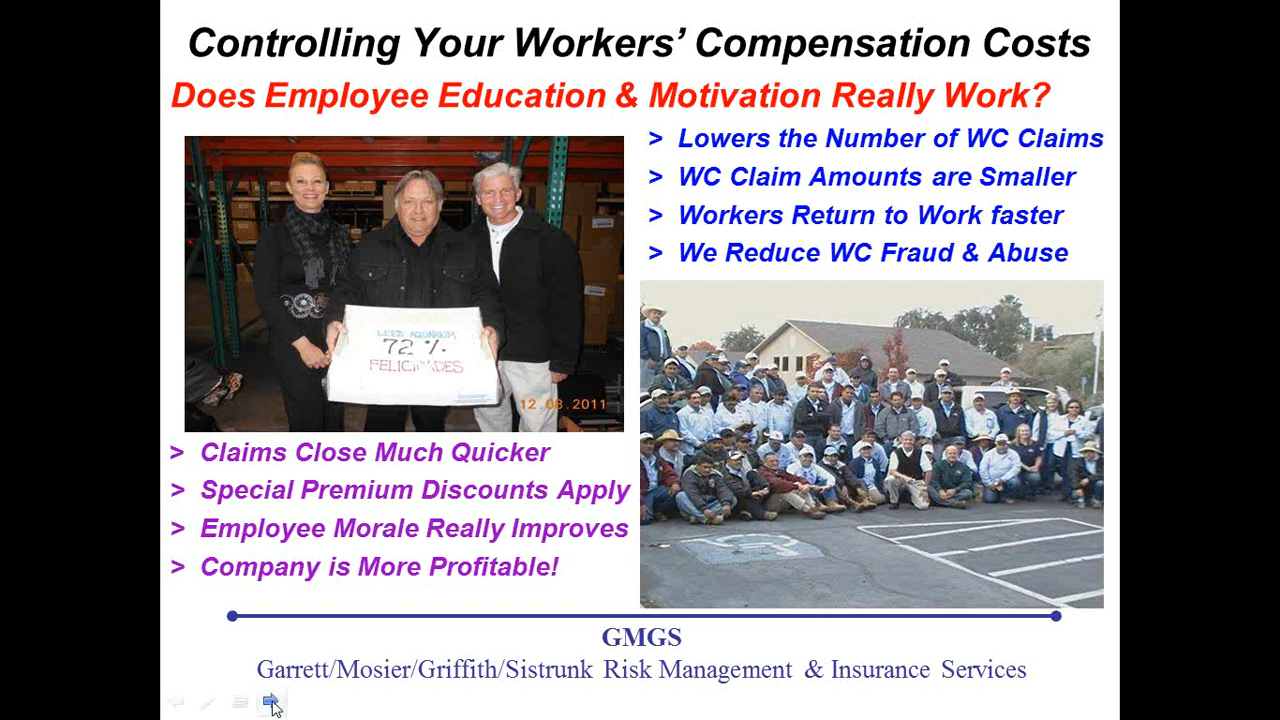 Controlling Your Workers’ Compensation Costs
Does Employee Education & Motivation Really Work?
> Lowers the Number of WC Claims
> WC Claim Amounts are Smaller
> Workers Return to Work faster
> We Reduce WC Fraud & Abuse
LEE'S AQUARIUM
72 %
FELICIDADES
12.08.2011
> Claims Close Much Quicker
> Special Premium Discounts Apply
> Employee Morale Really Improves
> Company is More Profitable!
GMGS
Garrett/Mosier/Griffith/Sistrunk Risk Management & Insurance Services